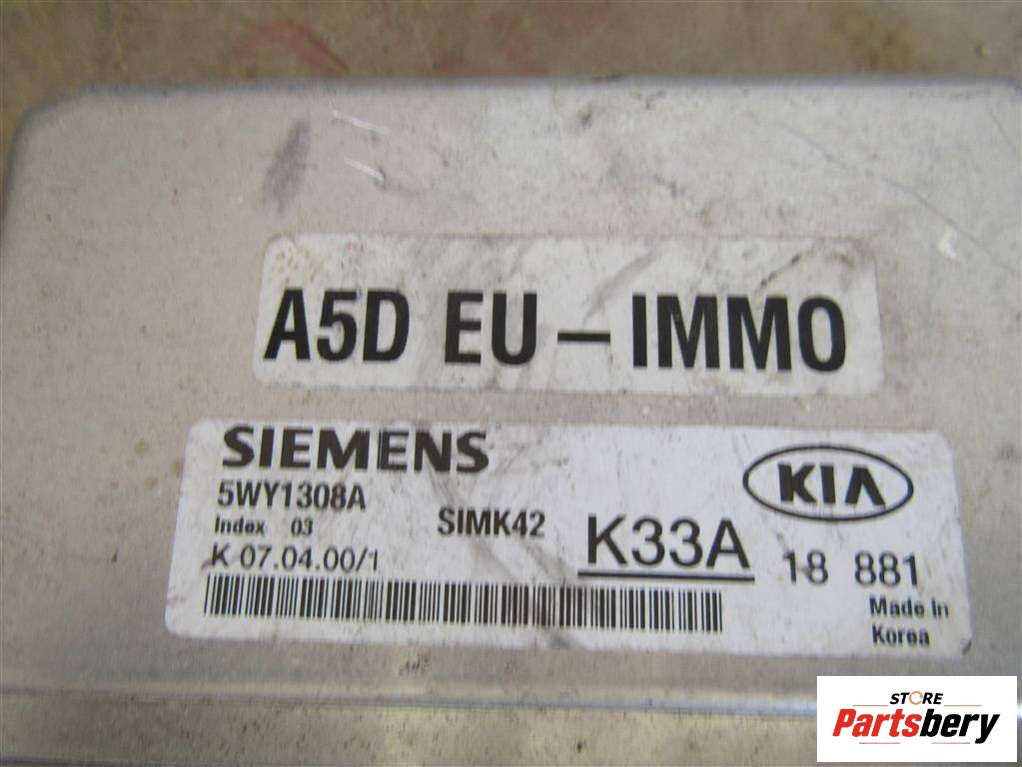 A5D EU – IMMO
SIEMENS
5WY1308A
Index 03
SIMK42
K 07.04.00/1
K33A
KIA
18 881
Made in
Korea
STORE
Partsbery